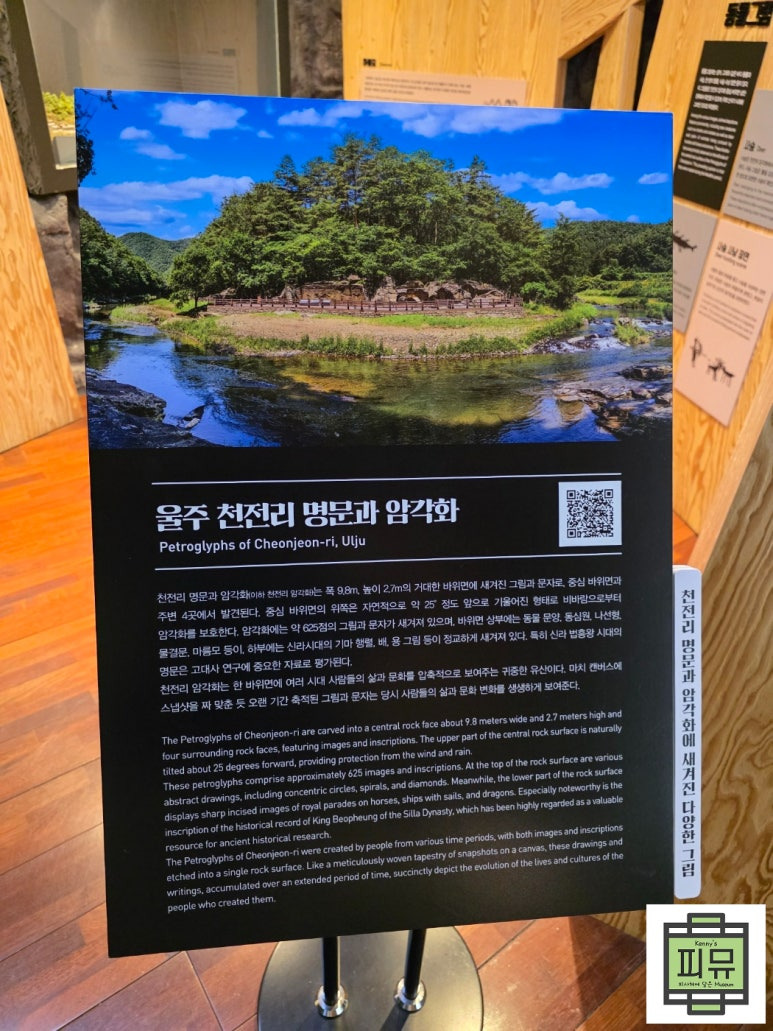 울주 천전리 명문과 암각화
Petroglyphs of Cheonjeon-ri, Ulju
천전리 명문과 암각화(이하 천전리 암각화)는 폭 9.8m, 높이 2.7m의 거대한 바위면에 새겨진 그림과 문자로, 중심 바위면과
주변 4곳에서 발견된다. 중심 바위면의 위쪽은 자연적으로 약 25° 정도 앞으로 기울어진 형태로 비바람으로부터
암각화를 보호한다. 암각화에는 약 625점의 그림과 문자가 새겨져 있으며, 바위면 상부에는 동물 문양, 동심원, 나선형,
물결문, 마름모 등이, 하부에는 신라시대의 기마 행렬, 배, 용 그림 등이 정교하게 새겨져 있다. 특히 신라 법흥왕 시대의
명문은 고대사 연구에 중요한 자료로 평가된다.
천전리 암각화는 한 바위면에 여러 시대 사람들의 삶과 문화를 압축적으로 보여주는 귀중한 유산이다. 마치 캔버스에
스냅샷을 짜 맞춘 듯 오랜 기간 축적된 그림과 문자는 당시 사람들의 삶과 문화 변화를 생생하게 보여준다.
The Petroglyphs of Cheonjeon-ri are carved into a central rock face about 9.8 meters wide and 2.7 meters high and
four surrounding rock faces, featuring images and inscriptions. The upper part of the central rock surface is naturally
tilted about 25 degrees forward, providing protection from the wind and rain.
These petroglyphs comprise approximately 625 images and inscriptions. At the top of the rock surface are various
abstract drawings, including concentric circles, spirals, and diamonds. Meanwhile, the lower part of the rock surface
displays sharp incised images of royal parades on horses, ships with sails, and dragons. Especially noteworthy is the
inscription of the historical record of King Beopheung of the Silla Dynasty, which has been highly regarded as a valuable
resource for ancient historical research.
The Petroglyphs of Cheonjeon-ri were created by people from various time periods, with both images and inscriptions
etched into a single rock surface. Like a meticulously woven tapestry of snapshots on a canvas, these drawings and
writings, accumulated over an extended period of time, succinctly depict the evolution of the lives and cultures of the
people who created them.
천전리 명문과 암각화에 새겨진 다양한 그림
동물그림
사슴 Deer
사슴 사냥 장면
Deer hunting scene
Kenny's
피뮤